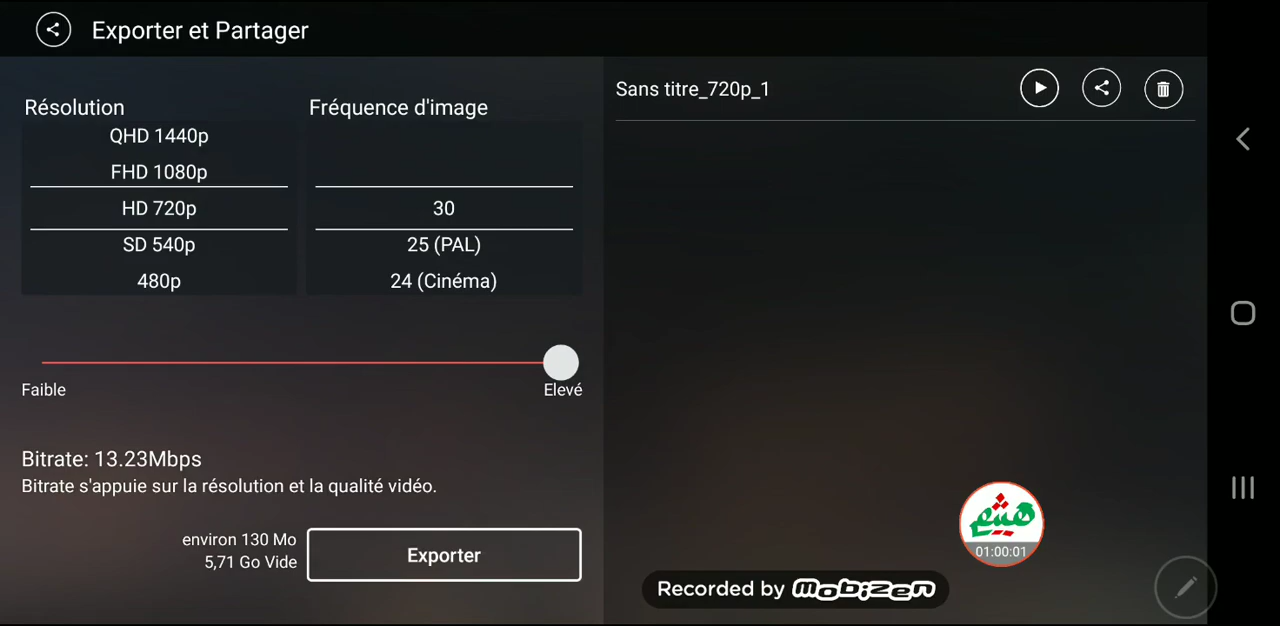 Exporter et Partager
Résolution
QHD 1440p
FHD 1080p
HD 720p
SD 540p
480p
Fréquence d'image
30
25 (PAL)
24 (Cinéma)
Faible
Elevé
Bitrate: 13.23Mbps
Bitrate s'appuie sur la résolution et la qualité vidéo.
environ 130 Mo
5,71 Go Vide
Exporter
Sans titre_720p_1
هيثم
01:00:01
Recorded by mobizen